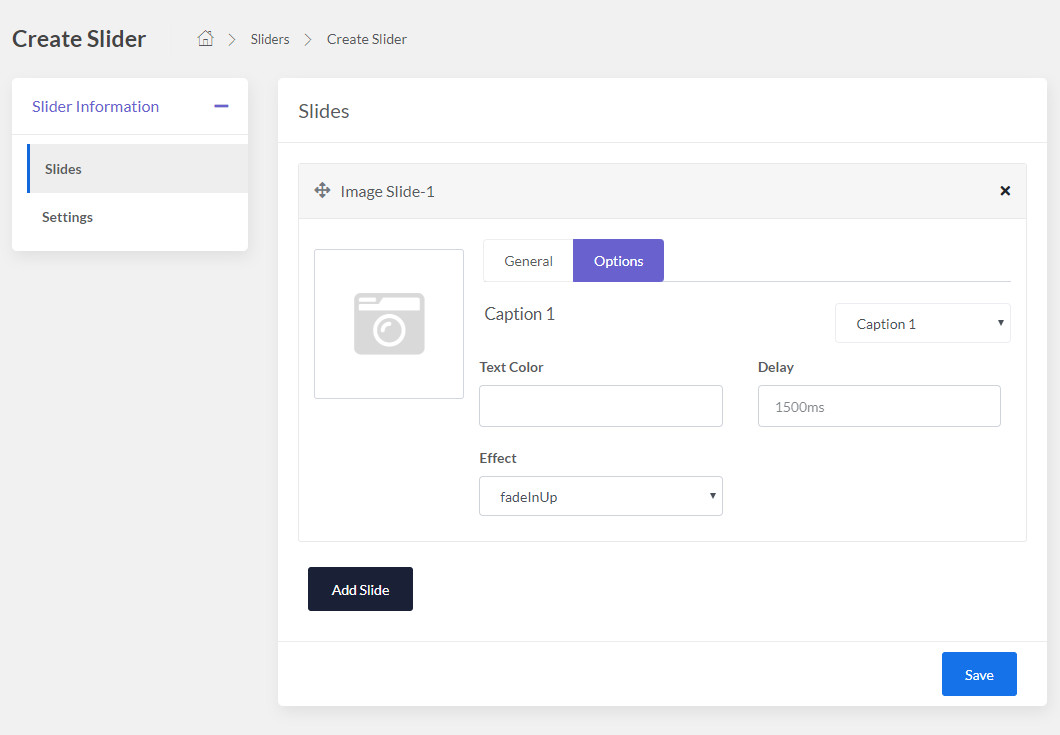 Create Slider
Sliders
Create Slider
Slider Information
Slides
Settings
Slides
Image Slide-1
General
Options
Caption 1
Caption 1
Text Color
Delay
1500ms
Effect
fadeInUp
Add Slide
Save